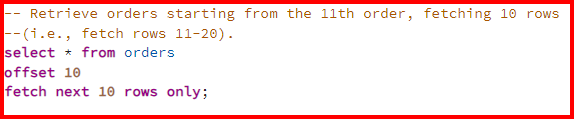 -- Retrieve orders starting from the 11th order, fetching 10 rows
--(i.e., fetch rows 11-20).
select * from orders
offset 10
fetch next 10 rows only;